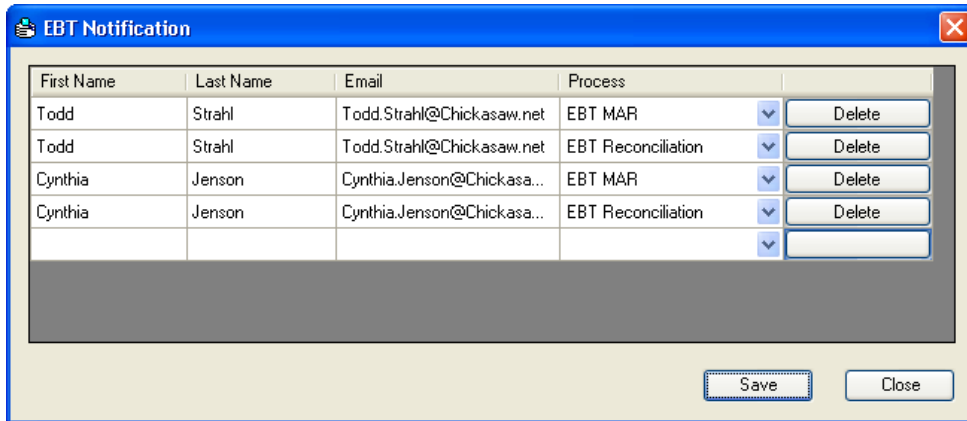 EBT Notification
First Name Last Name Email Process
Todd Strahl Todd.Strahl@Chickasaw.net EBT MAR Delete
Todd Strahl Todd.Strahl@Chickasaw.net EBT Reconciliation Delete
Cynthia Jenson Cynthia.Jenson@Chickasa... EBT MAR Delete
Cynthia Jenson Cynthia.Jenson@Chickasa... EBT Reconciliation Delete
Save Close